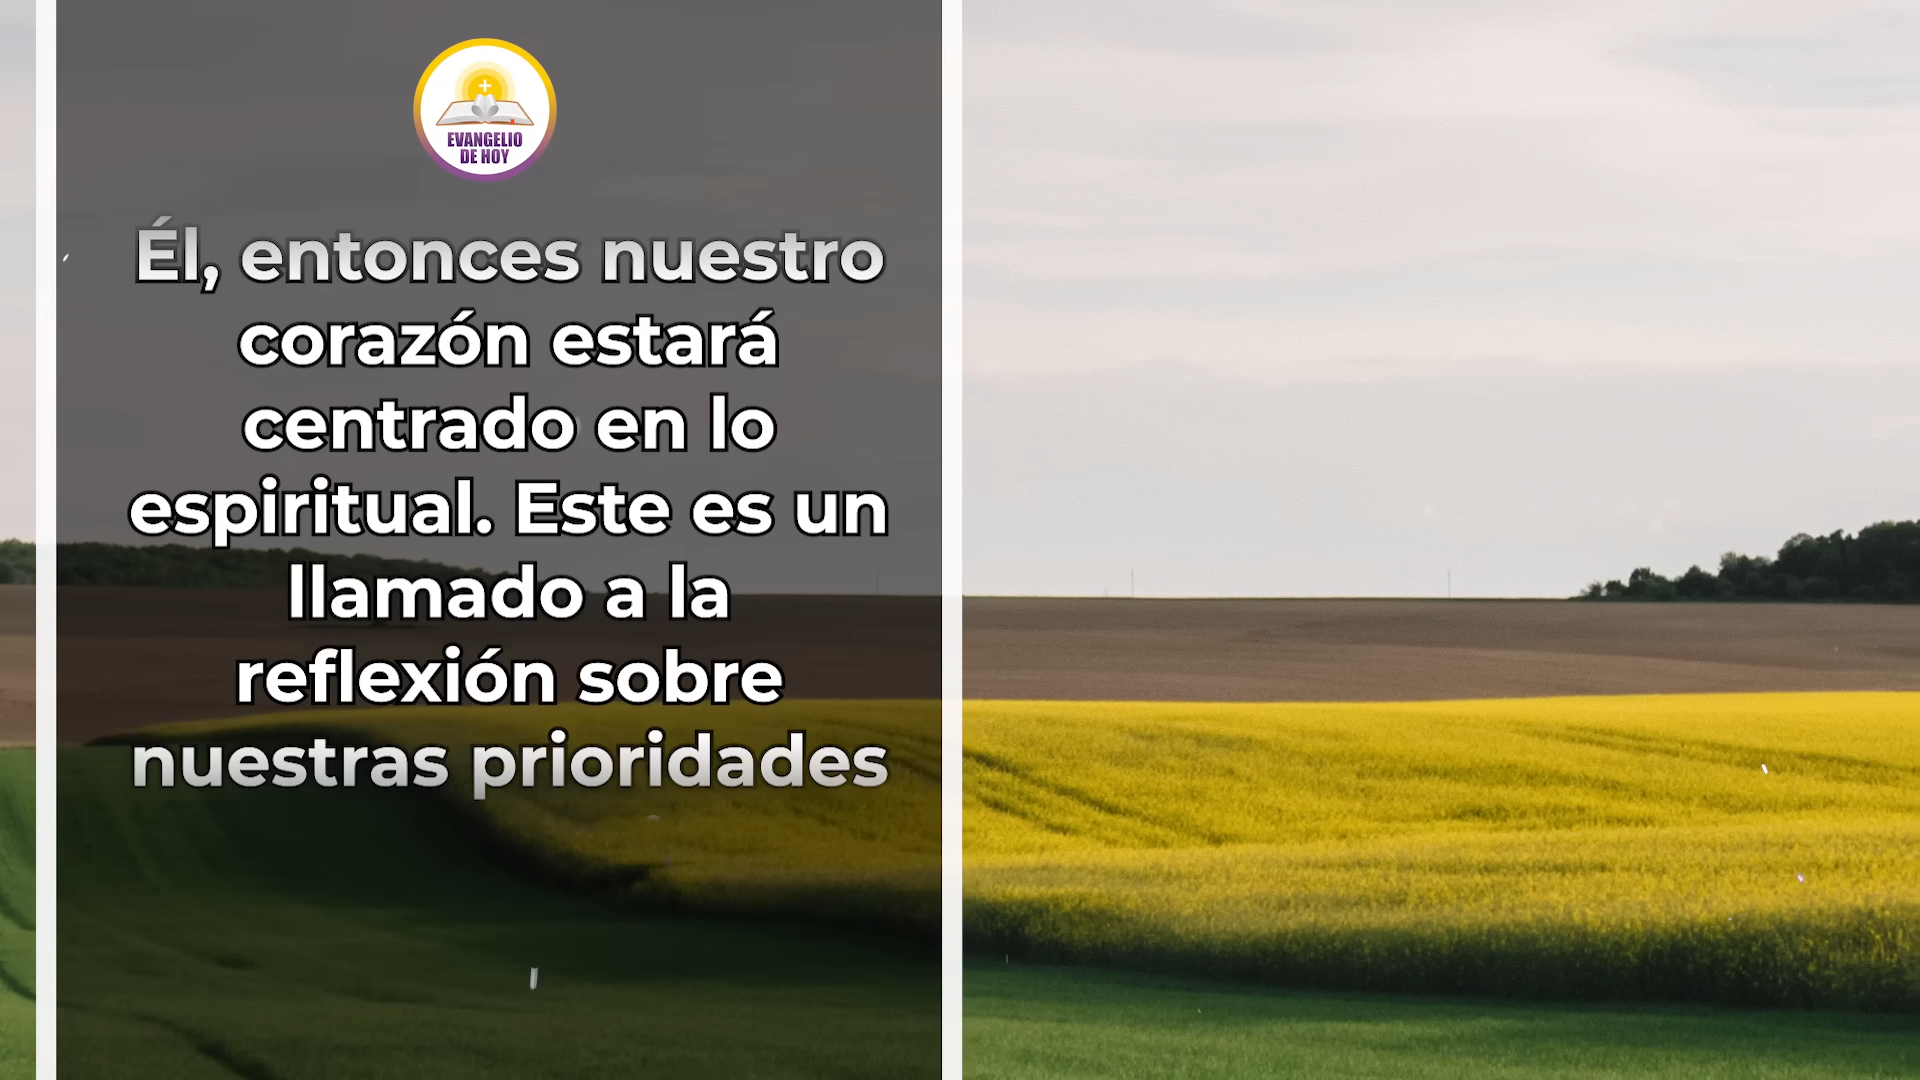 EVANGELIO
DE HOY
Él, entonces nuestro
corazón estará
centrado en lo
espiritual. Este es un
llamado a la
reflexión sobre
nuestras prioridades